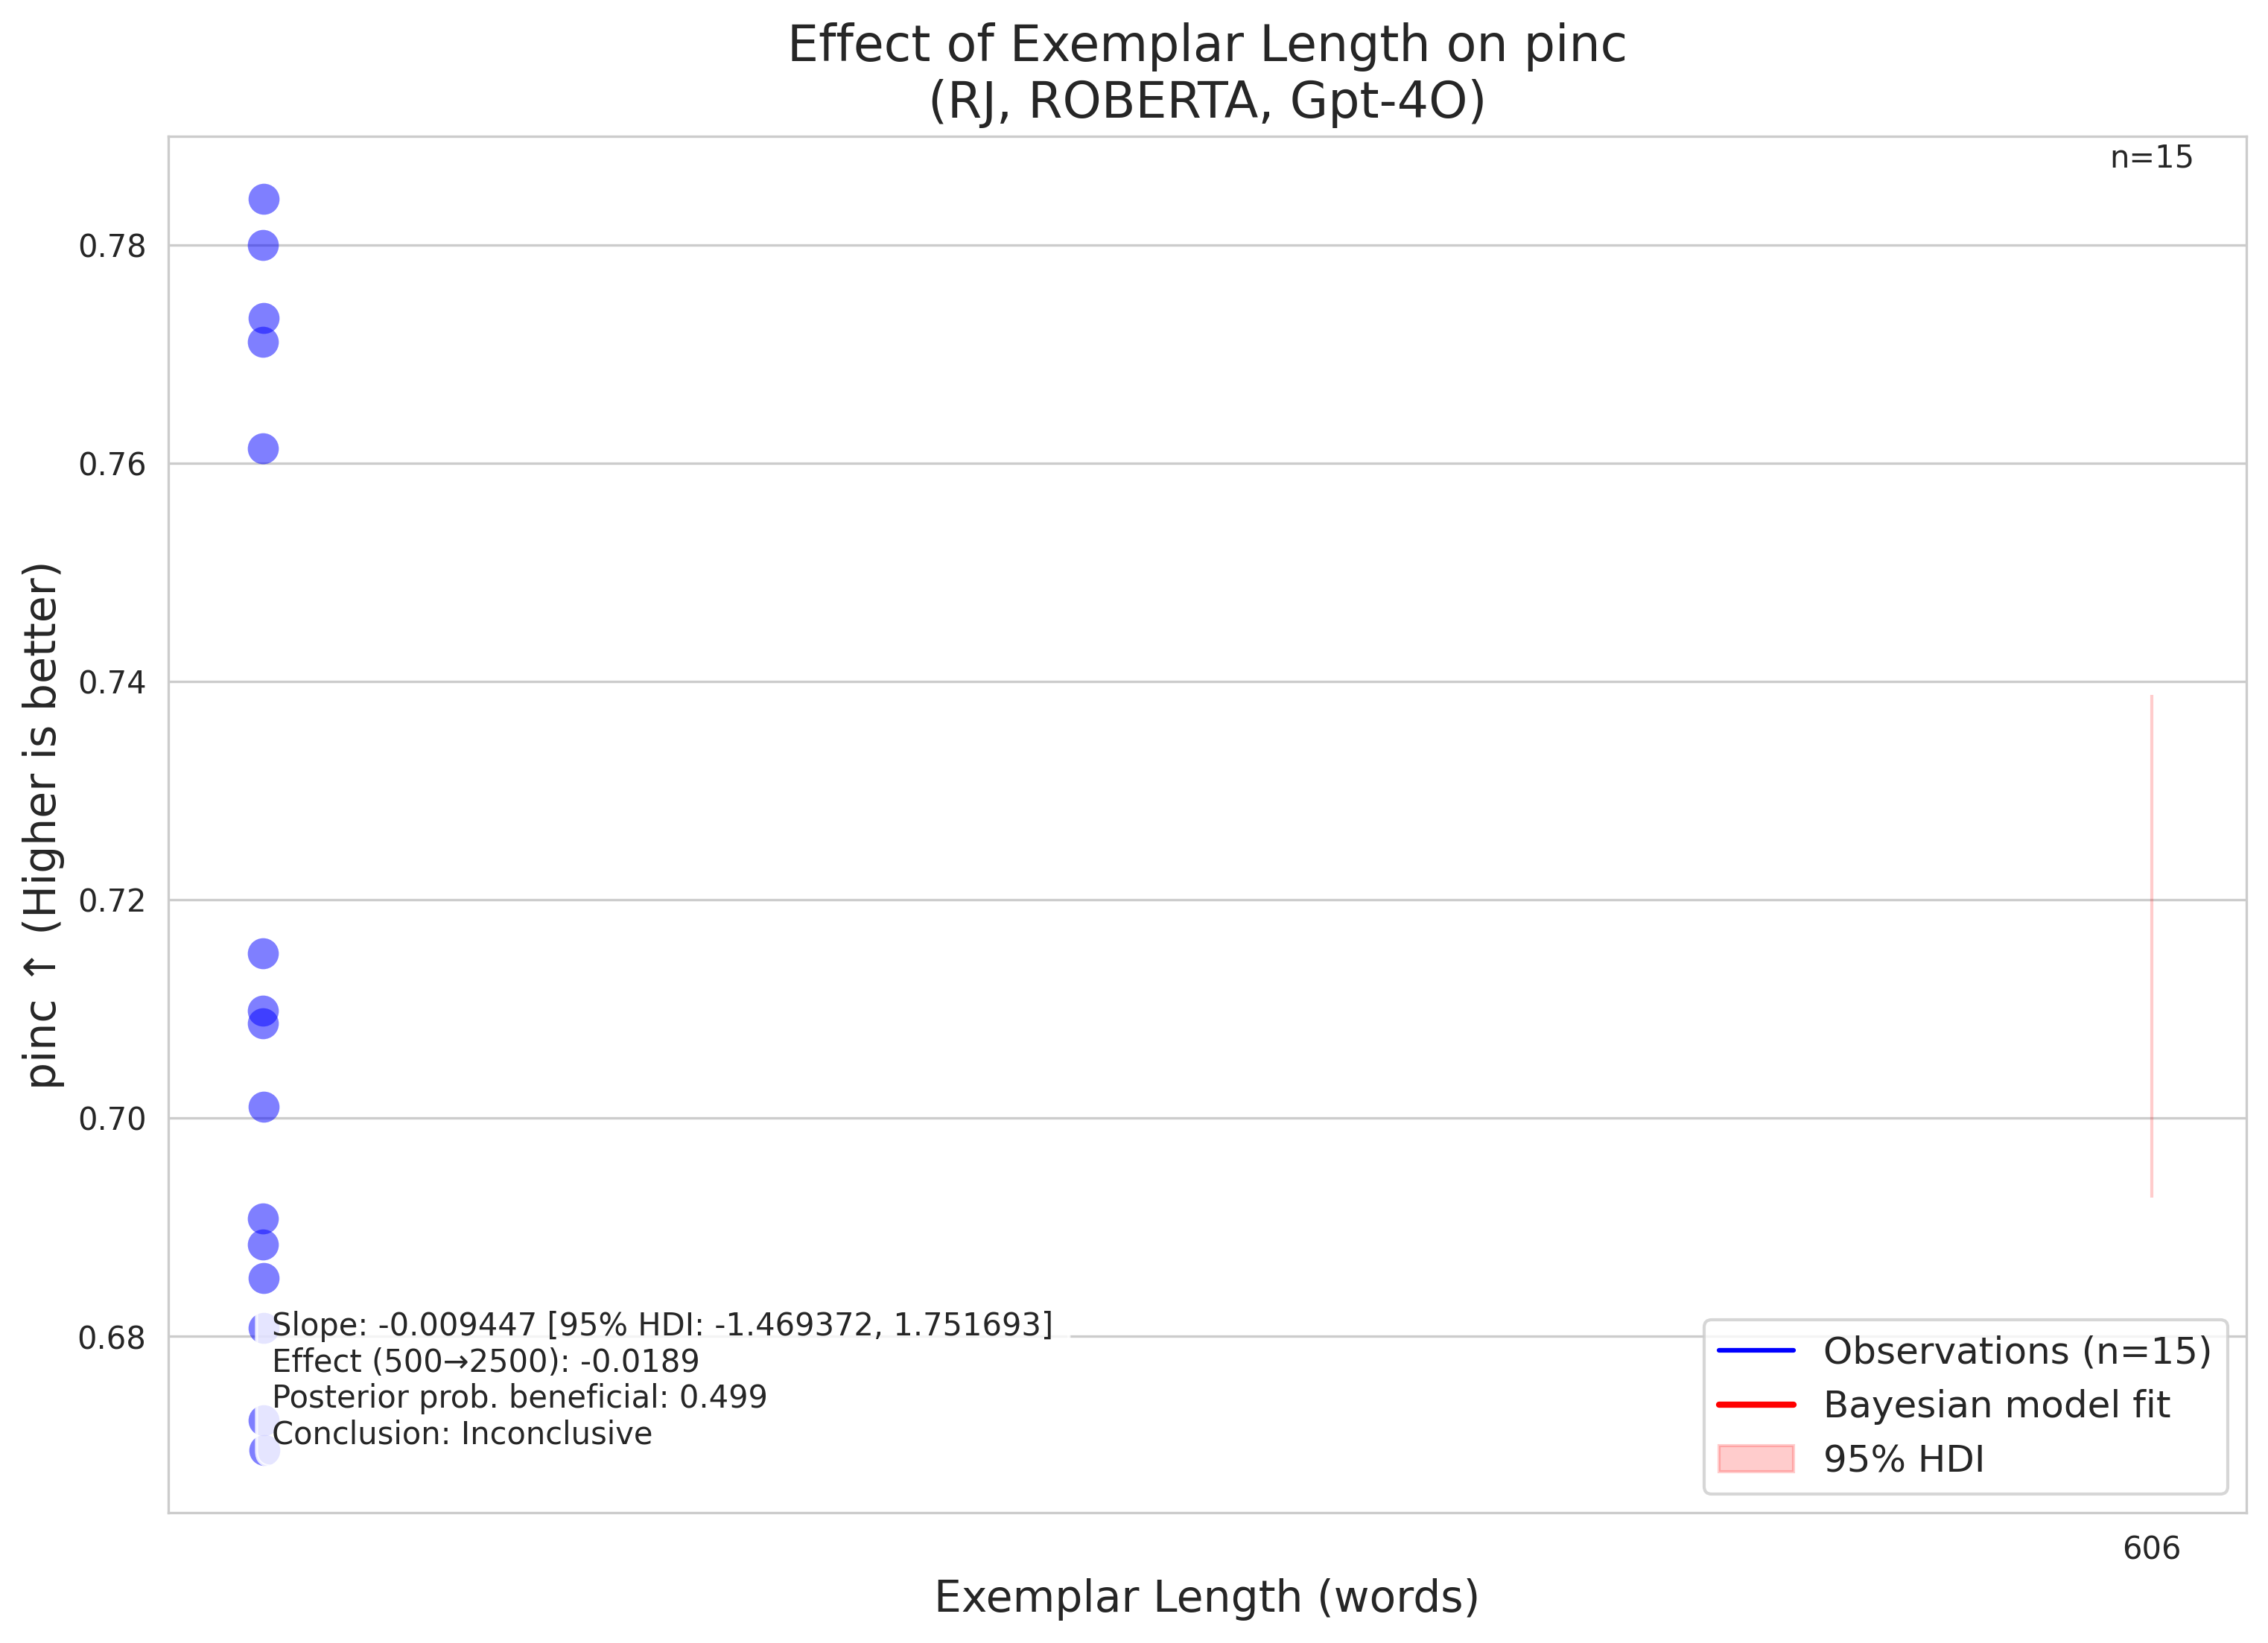 Effect of Exemplar Length on pinc
(RJ, ROBERTA, Gpt-4O)
n=15
pinc ↑ (Higher is better)
0.78
0.76
0.74
0.72
0.70
0.68
Slope: -0.009447 [95% HDI: -1.469372, 1.751693]
Effect (500→2500): -0.0189
Posterior prob. beneficial: 0.499
Conclusion: Inconclusive
Observations (n=15)
Bayesian model fit
95% HDI
606
Exemplar Length (words)